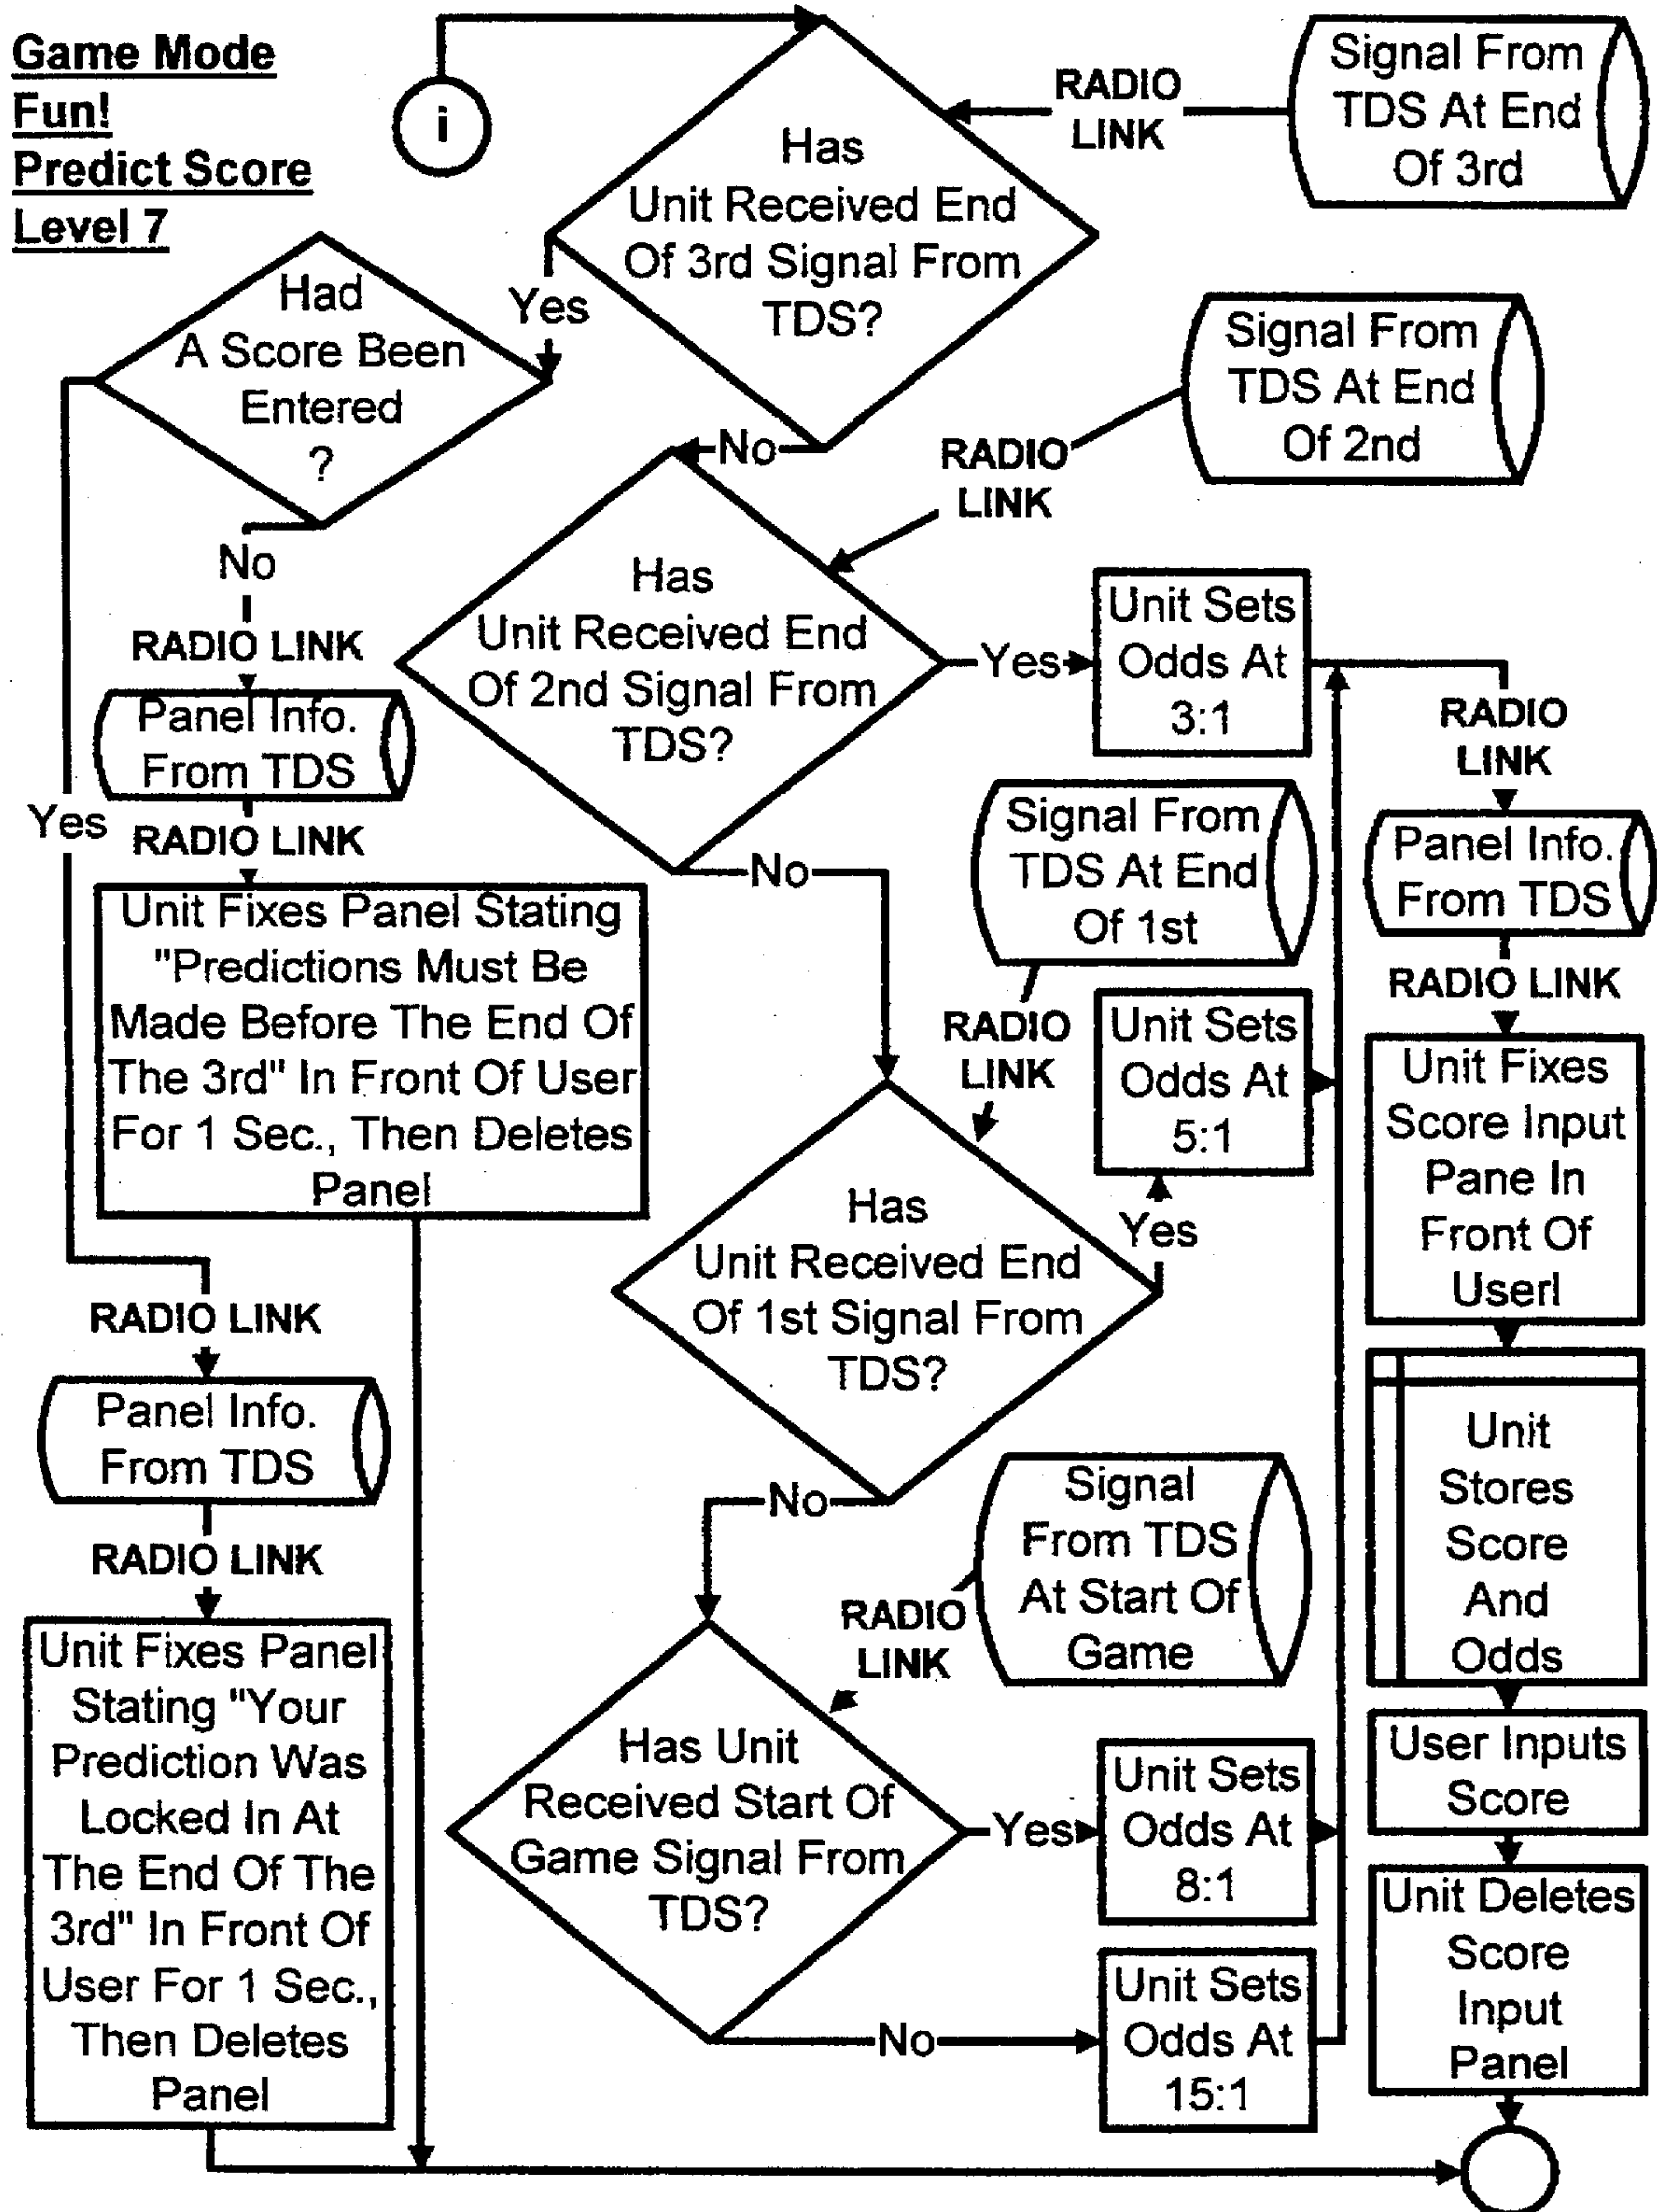 Game Mode
Fun!
Predict Score
Level 7
i
Has
Unit Received End
Of 3rd Signal From
TDS?
RADIO
LINK
Signal From
TDS At End
Of 3rd
Yes
Had
A Score Been
Entered
?
No
Signal From
TDS At End
Of 2nd
RADIO
LINK
Has
Unit Received End
Of 2nd Signal From
TDS?
Yes
Unit Sets
Odds At
3:1
No
RADIO LINK
Panel Info.
From TDS
RADIO LINK
Unit Fixes Panel Stating
"Predictions Must Be
Made Before The End Of
The 3rd" In Front Of User
For 1 Sec., Then Deletes
Panel
Yes
RADIO LINK
Panel Info.
From TDS
RADIO LINK
Unit Fixes Panel
Stating "Your
Prediction Was
Locked In At
The End Of The
3rd" In Front Of
User For 1 Sec.,
Then Deletes
Panel
No
Signal From
TDS At End
Of 1st
RADIO
LINK
Unit Sets
Odds At
5:1
Yes
Has
Unit Received End
Of 1st Signal From
TDS?
No
Signal
From TDS
At Start Of
Game
RADIO
LINK
Has Unit
Received Start Of
Game Signal From
TDS?
Yes
Unit Sets
Odds At
8:1
No
Unit Sets
Odds At
15:1
RADIO
LINK
Panel Info.
From TDS
RADIO LINK
Unit Fixes
Score Input
Pane In
Front Of
Userl
Unit
Stores
Score
And
Odds
User Inputs
Score
Unit Deletes
Score
Input
Panel